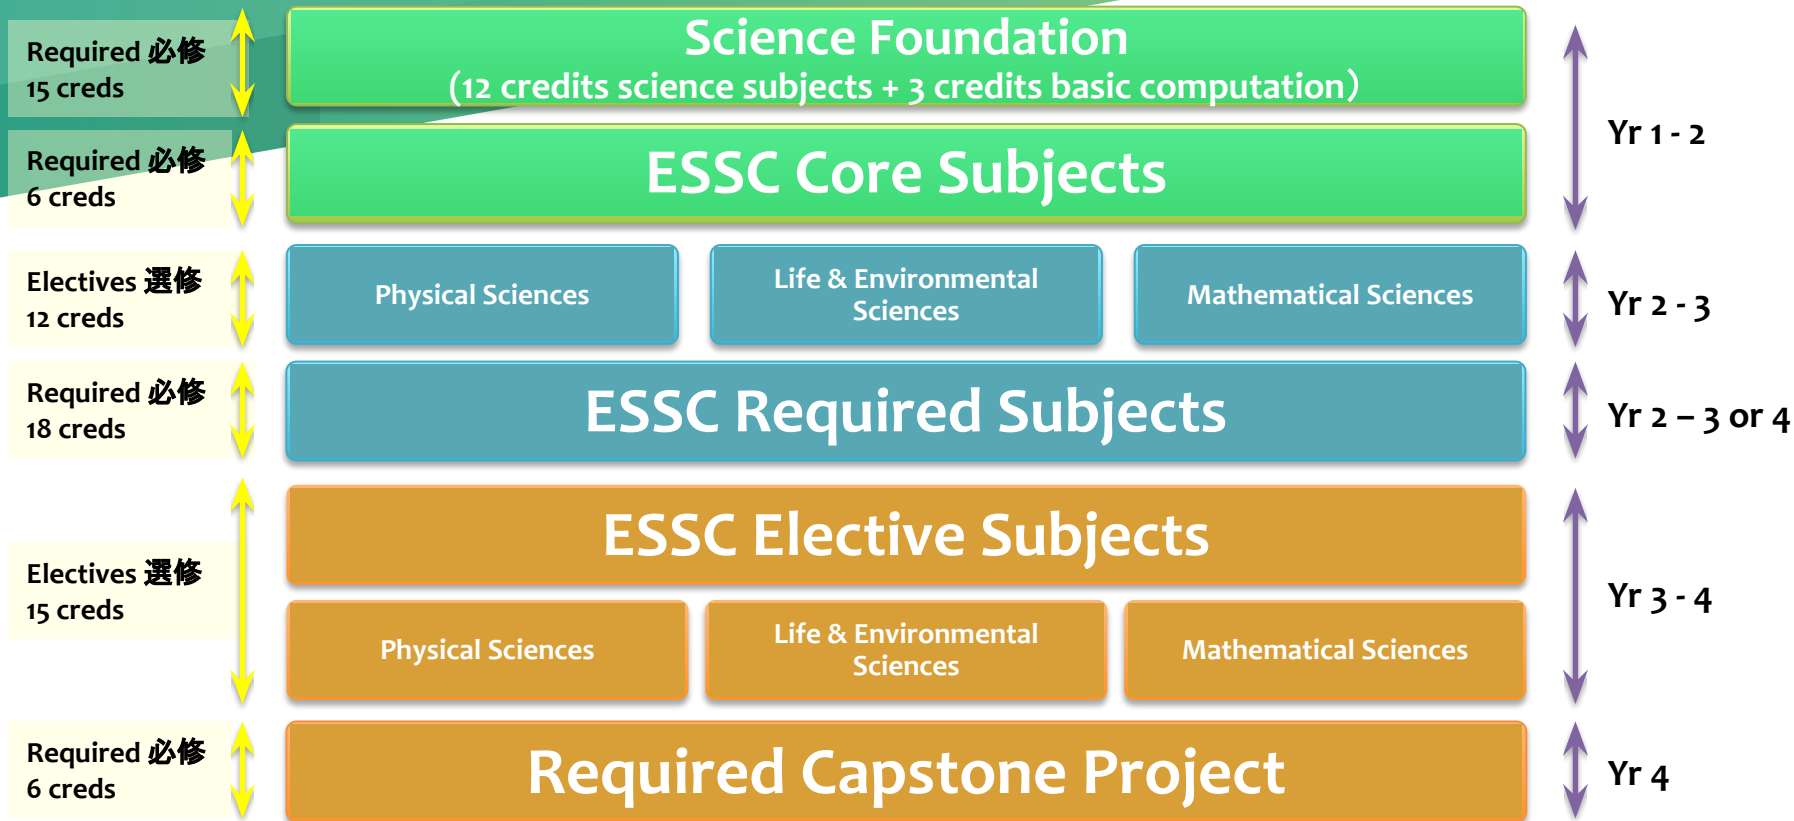 Required 必修
15 creds
Science Foundation
(12 credits science subjects + 3 credits basic computation）
Yr 1 - 2
Required 必修
6 creds
ESSC Core Subjects
Electives 選修
12 creds
Physical Sciences
Life & Environmental
Sciences
Mathematical Sciences
Yr 2 - 3
Required 必修
18 creds
ESSC Required Subjects
Yr 2 – 3 or 4
Electives 選修
15 creds
ESSC Elective Subjects
Physical Sciences
Life & Environmental
Sciences
Mathematical Sciences
Yr 3 - 4
Required 必修
6 creds
Required Capstone Project
Yr 4